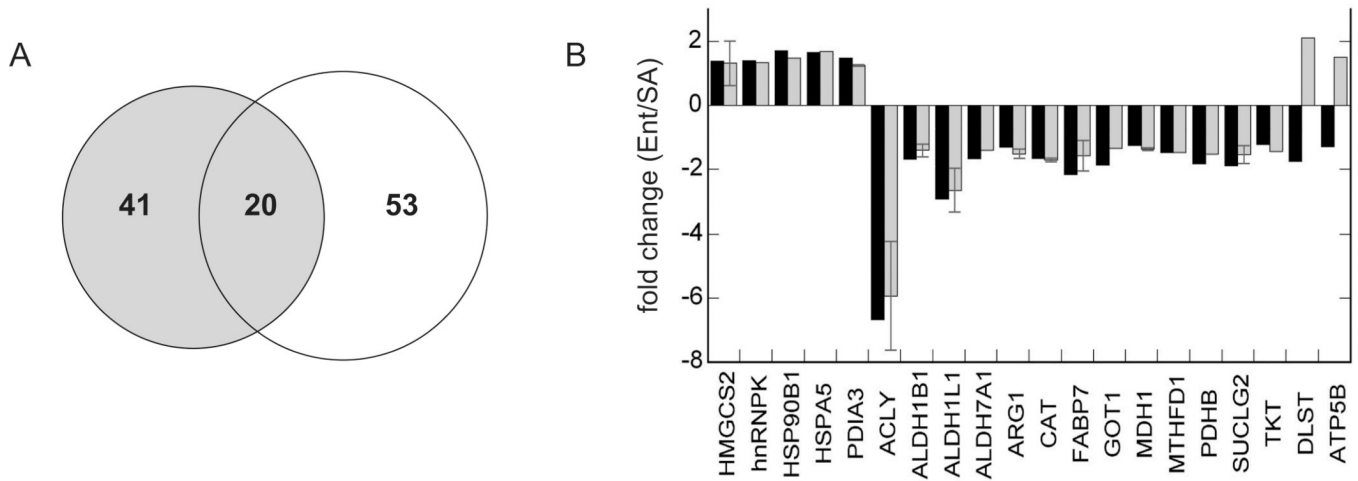 A
41
20
53
B
fold change (Ent/SA)
2
0
-2
-4
-6
-8
HMGCS2
hnRNPK
HSP90B1
HSPA5
PDIA3
ACLY
ALDH1B1
ALDH1L1
ALDH7A1
ARG1
CAT
FABP7
GOT1
MDH1
MTHFD1
PDHB
SUCLG2
TKT
DLST
ATP5B